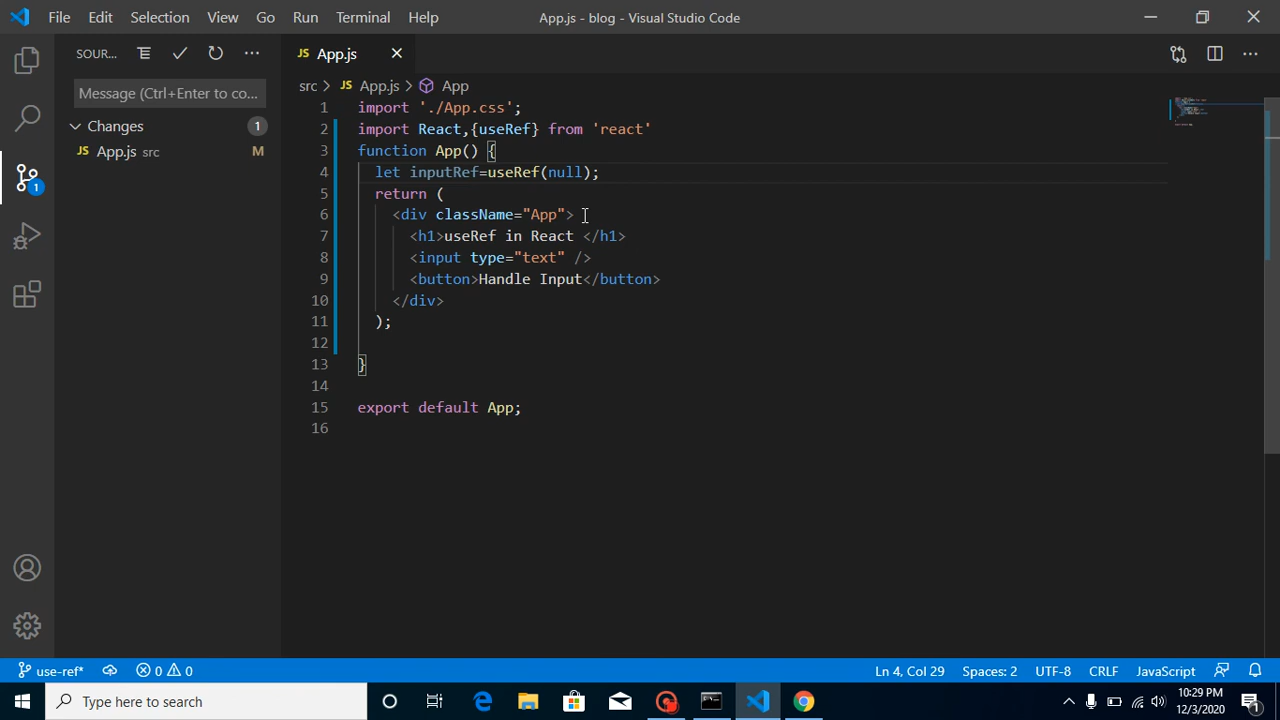 File Edit Selection View Go Run Terminal Help App.js - blog - Visual Studio Code
SOUR...
JS App.js
src > JS App.js > App
Message (Ctrl+Enter to co...
Changes 1
JS App.js src M
1 import './App.css';
2 import React,{useRef} from 'react'
3 function App() {
4 let inputRef=useRef(null);
5 return (
6 <div className="App">
7 <h1>useRef in React </h1>
8 <input type="text" />
9 <button>Handle Input</button>
10 </div>
11 );
12
13 }
14
15 export default App;
16
1
use-ref* 0 0 Ln 4, Col 29 Spaces: 2 UTF-8 CRLF JavaScript
Type here to search
10:29 PM
12/3/2020
1